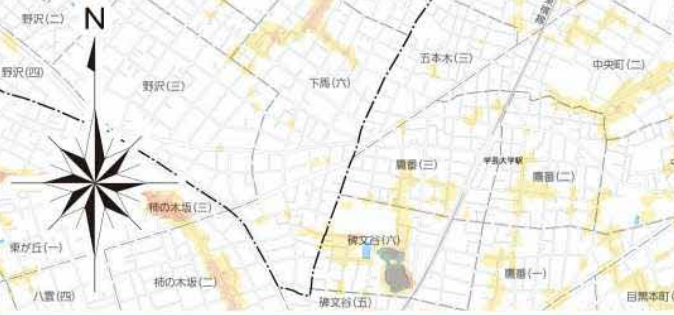 野沢(二)
N
五本木(三)
中央町(二)
野沢(四)
野沢(三)
下馬(六)
鷹番(三)
学芸大学駅
鷹番(二)
柿の木坂(三)
碑文谷(六)
東が丘(一)
柿の木坂(二)
鷹番(一)
八雲(四)
碑文谷(五)
目黒本町(